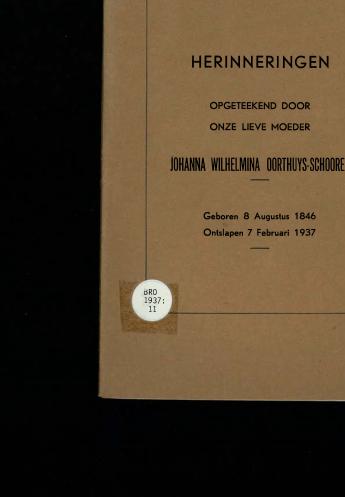 HERINNERINGEN
OPGETEEKEND DOOR
ONZE LIEVE MOEDER
JOHANNA WILHELMINA OORTHUYS-SCHOORE
Geboren 8 Augustus 1846
Ontslapen 7 Februari 1937
BRO
1937:
11